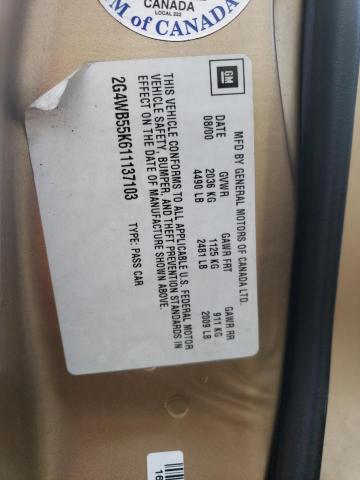 CANADA
LOCAL 222
M of CANADA
GM
MFD BY GENERAL MOTORS OF CANADA LTD.
DATE GVWR GAWR FRT GAWR RR
08/00 2036 KG 1125 KG 911 KG
4490 LB 2481 LB 2009 LB
THIS VEHICLE CONFORMS TO ALL APPLICABLE U.S. FEDERAL MOTOR
VEHICLE SAFETY, BUMPER, AND THEFT PREVENTION STANDARDS IN
EFFECT ON THE DATE OF MANUFACTURE SHOWN ABOVE.
2G4WB55K611137103 TYPE: PASS CAR
16